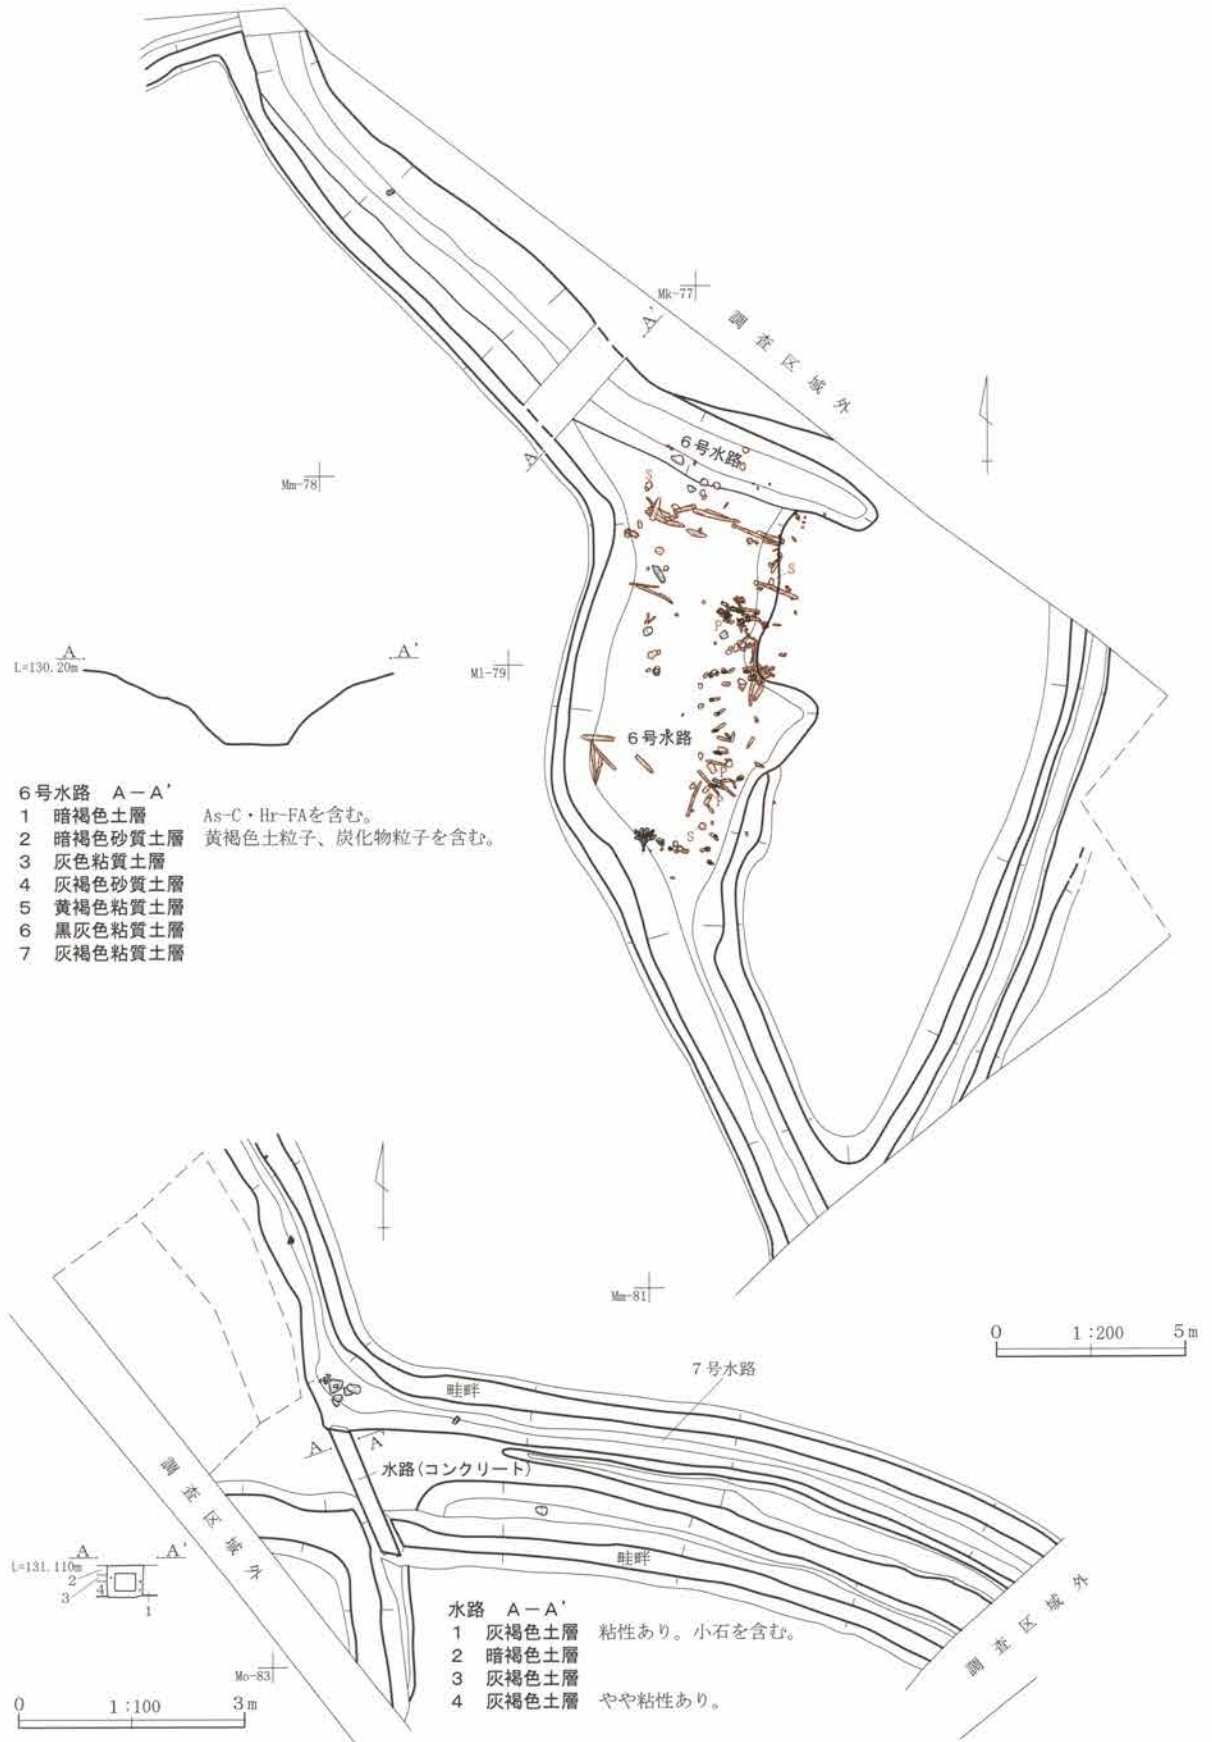 Mk-77
A'
調査区域外
6号水路
A
S
Mm-78
S
P
A A'
L=130.20m
Ml-79
6号水路
S
6号水路 A-A'
1 暗褐色土層 As-C・Hr-FAを含む。
2 暗褐色砂質土層 黄褐色土粒子、炭化物粒子を含む。
3 灰色粘質土層
4 灰褐色砂質土層
5 黄褐色粘質土層
6 黒灰色粘質土層
7 灰褐色粘質土層
Mm-81
0 1:200 5m
7号水路
畦畔
A A'
水路(コンクリート)
調査区域外
畦畔
A A'
L=131.110m
2
3
4
1
調査区域外
水路 A-A'
1 灰褐色土層 粘性あり。小石を含む。
2 暗褐色土層
3 灰褐色土層
4 灰褐色土層 やや粘性あり。
Mo-83
0 1:100 3m